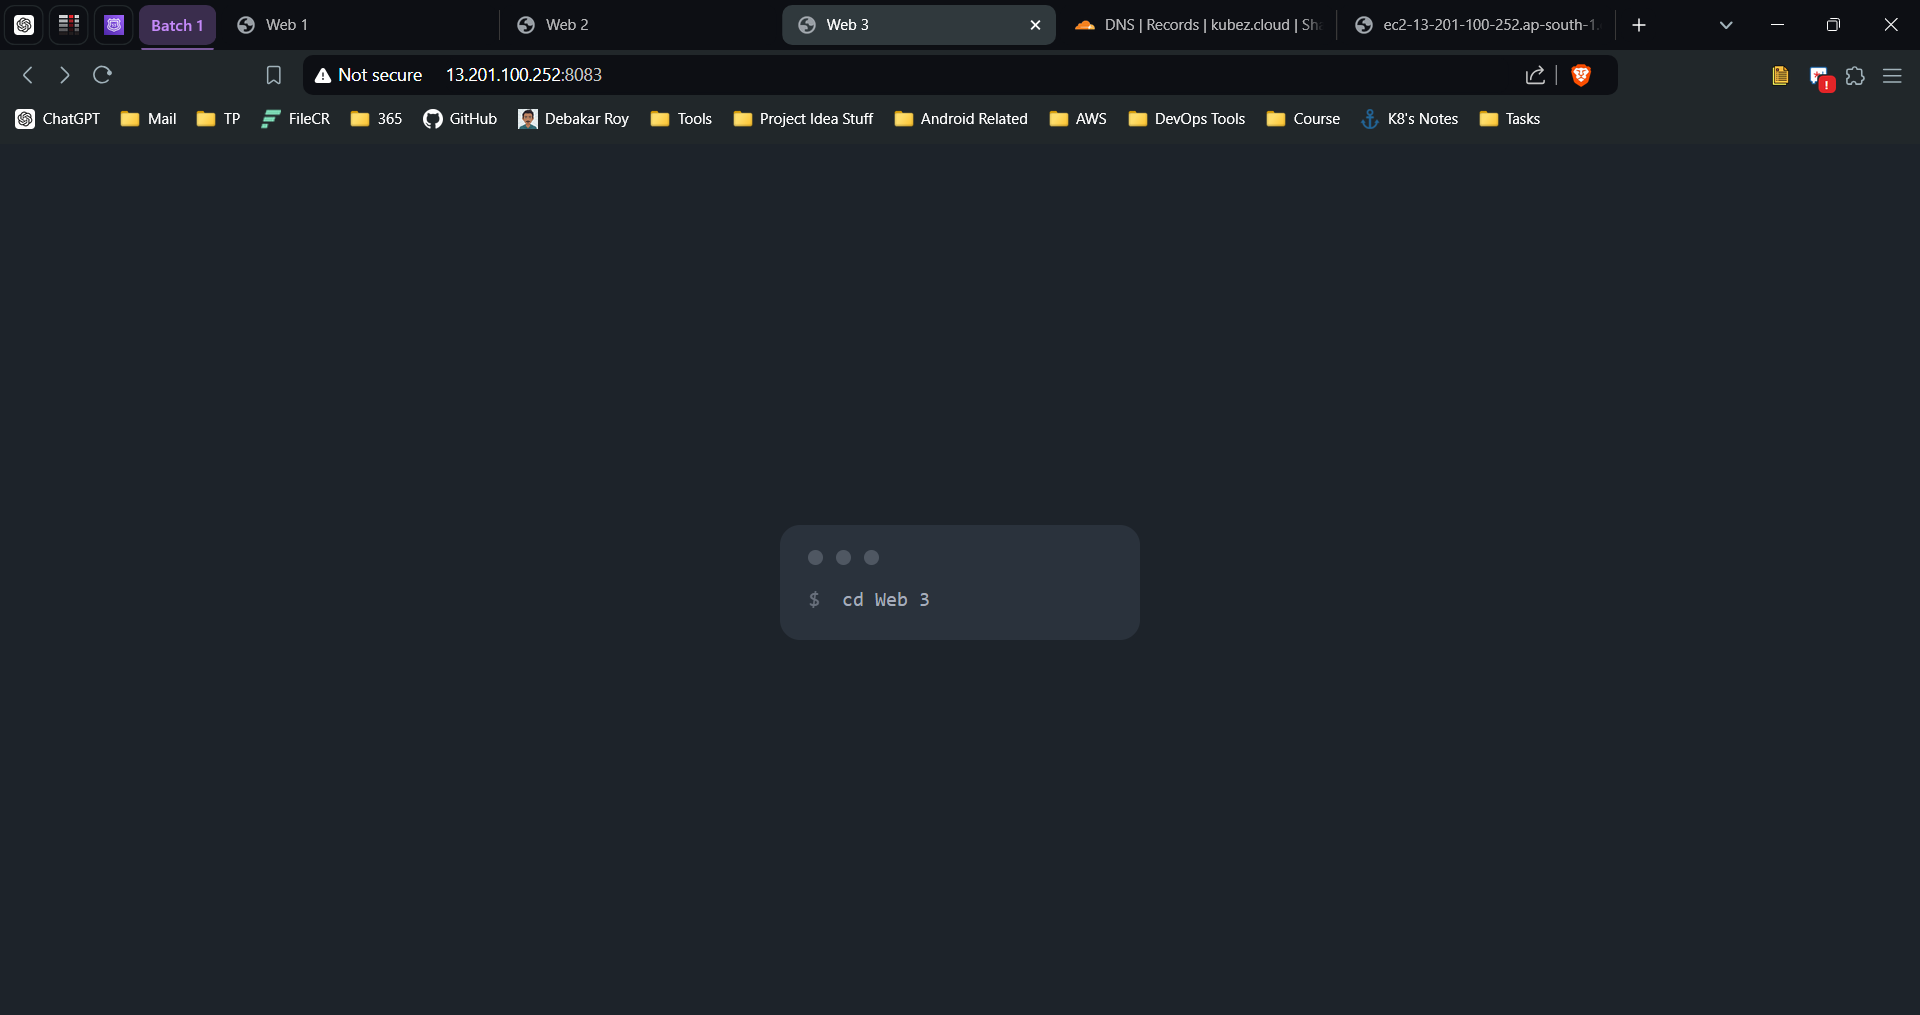 Batch 1
Web 1
Web 2
Web 3
DNS | Records | kubez.cloud | Sh
ec2-13-201-100-252.ap-south-1.
Not secure
13.201.100.252:8083
ChatGPT
Mail
TP
FileCR
365
GitHub
Debakar Roy
Tools
Project Idea Stuff
Android Related
AWS
DevOps Tools
Course
K8's Notes
Tasks
$ cd Web 3